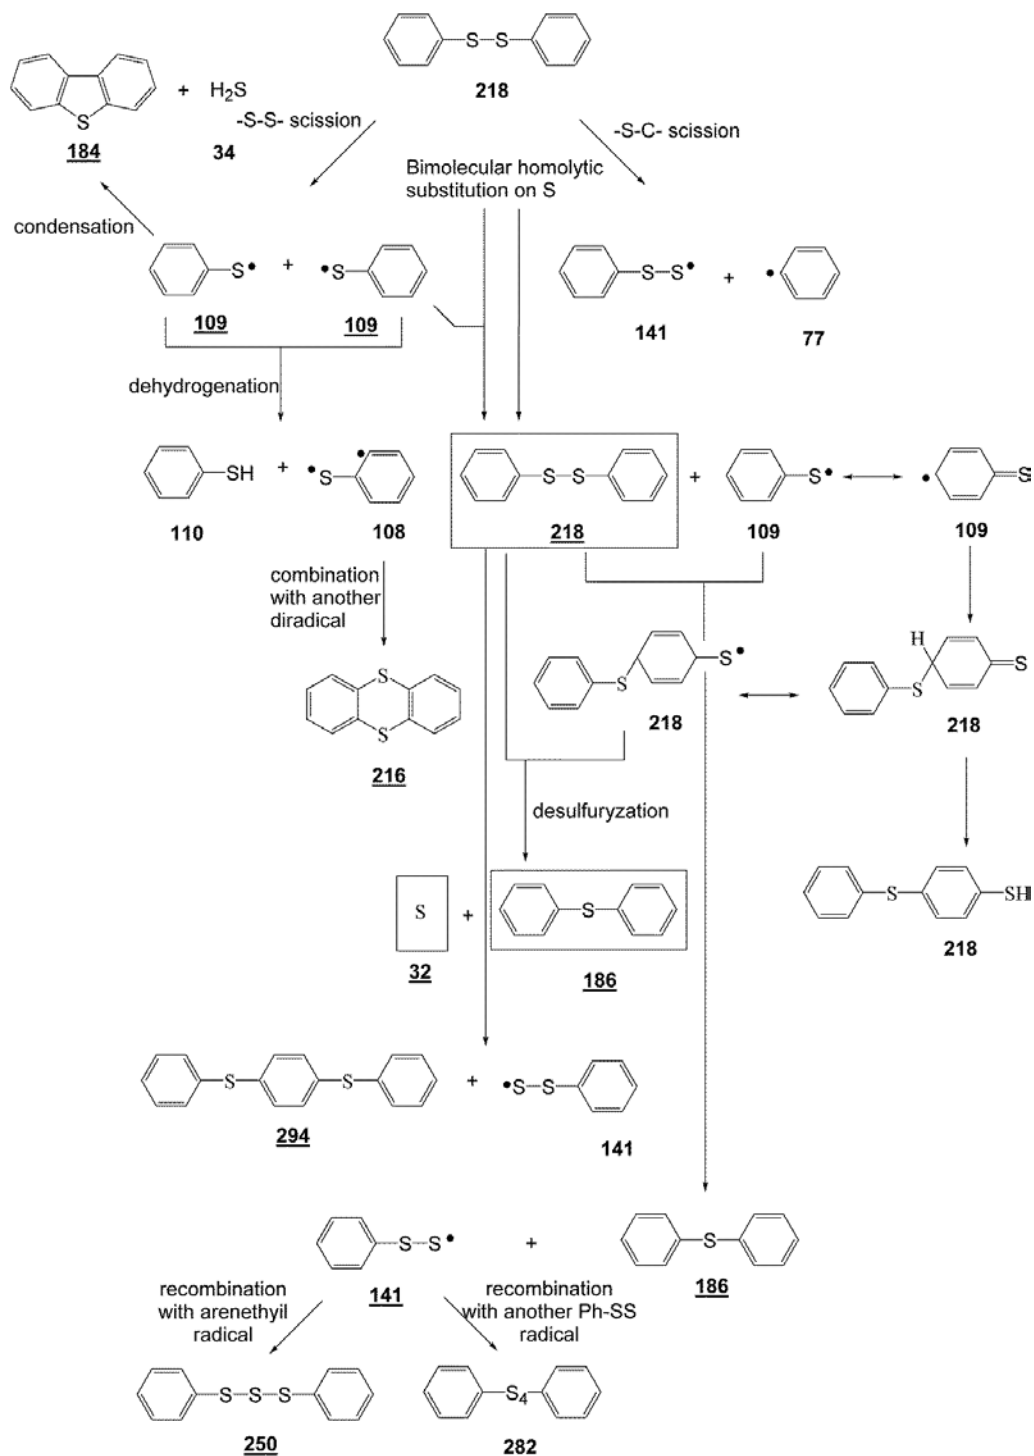 S–S
218
S
184
+
H₂S
34
-S-S- scission
-S-C- scission
Bimolecular homolytic
substitution on S
condensation
S•
109
+
•S
109
S–S•
141
+
•
77
dehydrogenation
SH
110
+
•S
•
108
S–S
218
+
S•
109
•
S
109
combination
with another
diradical
S
S
216
S
S•
218
H
S
S
218
desulfuryzation
S
32
+
S
186
S
SH
218
S
S
294
+
•S–S
141
S–S•
141
+
S
186
recombination
with arenethyil
radical
recombination
with another Ph-SS
radical
S–S–S
250
S₄
282